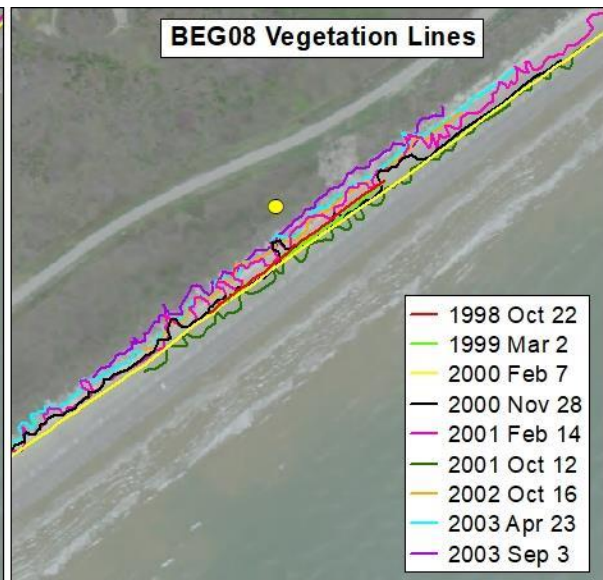 BEG08 Vegetation Lines
1998 Oct 22
1999 Mar 2
2000 Feb 7
2000 Nov 28
2001 Feb 14
2001 Oct 12
2002 Oct 16
2003 Apr 23
2003 Sep 3